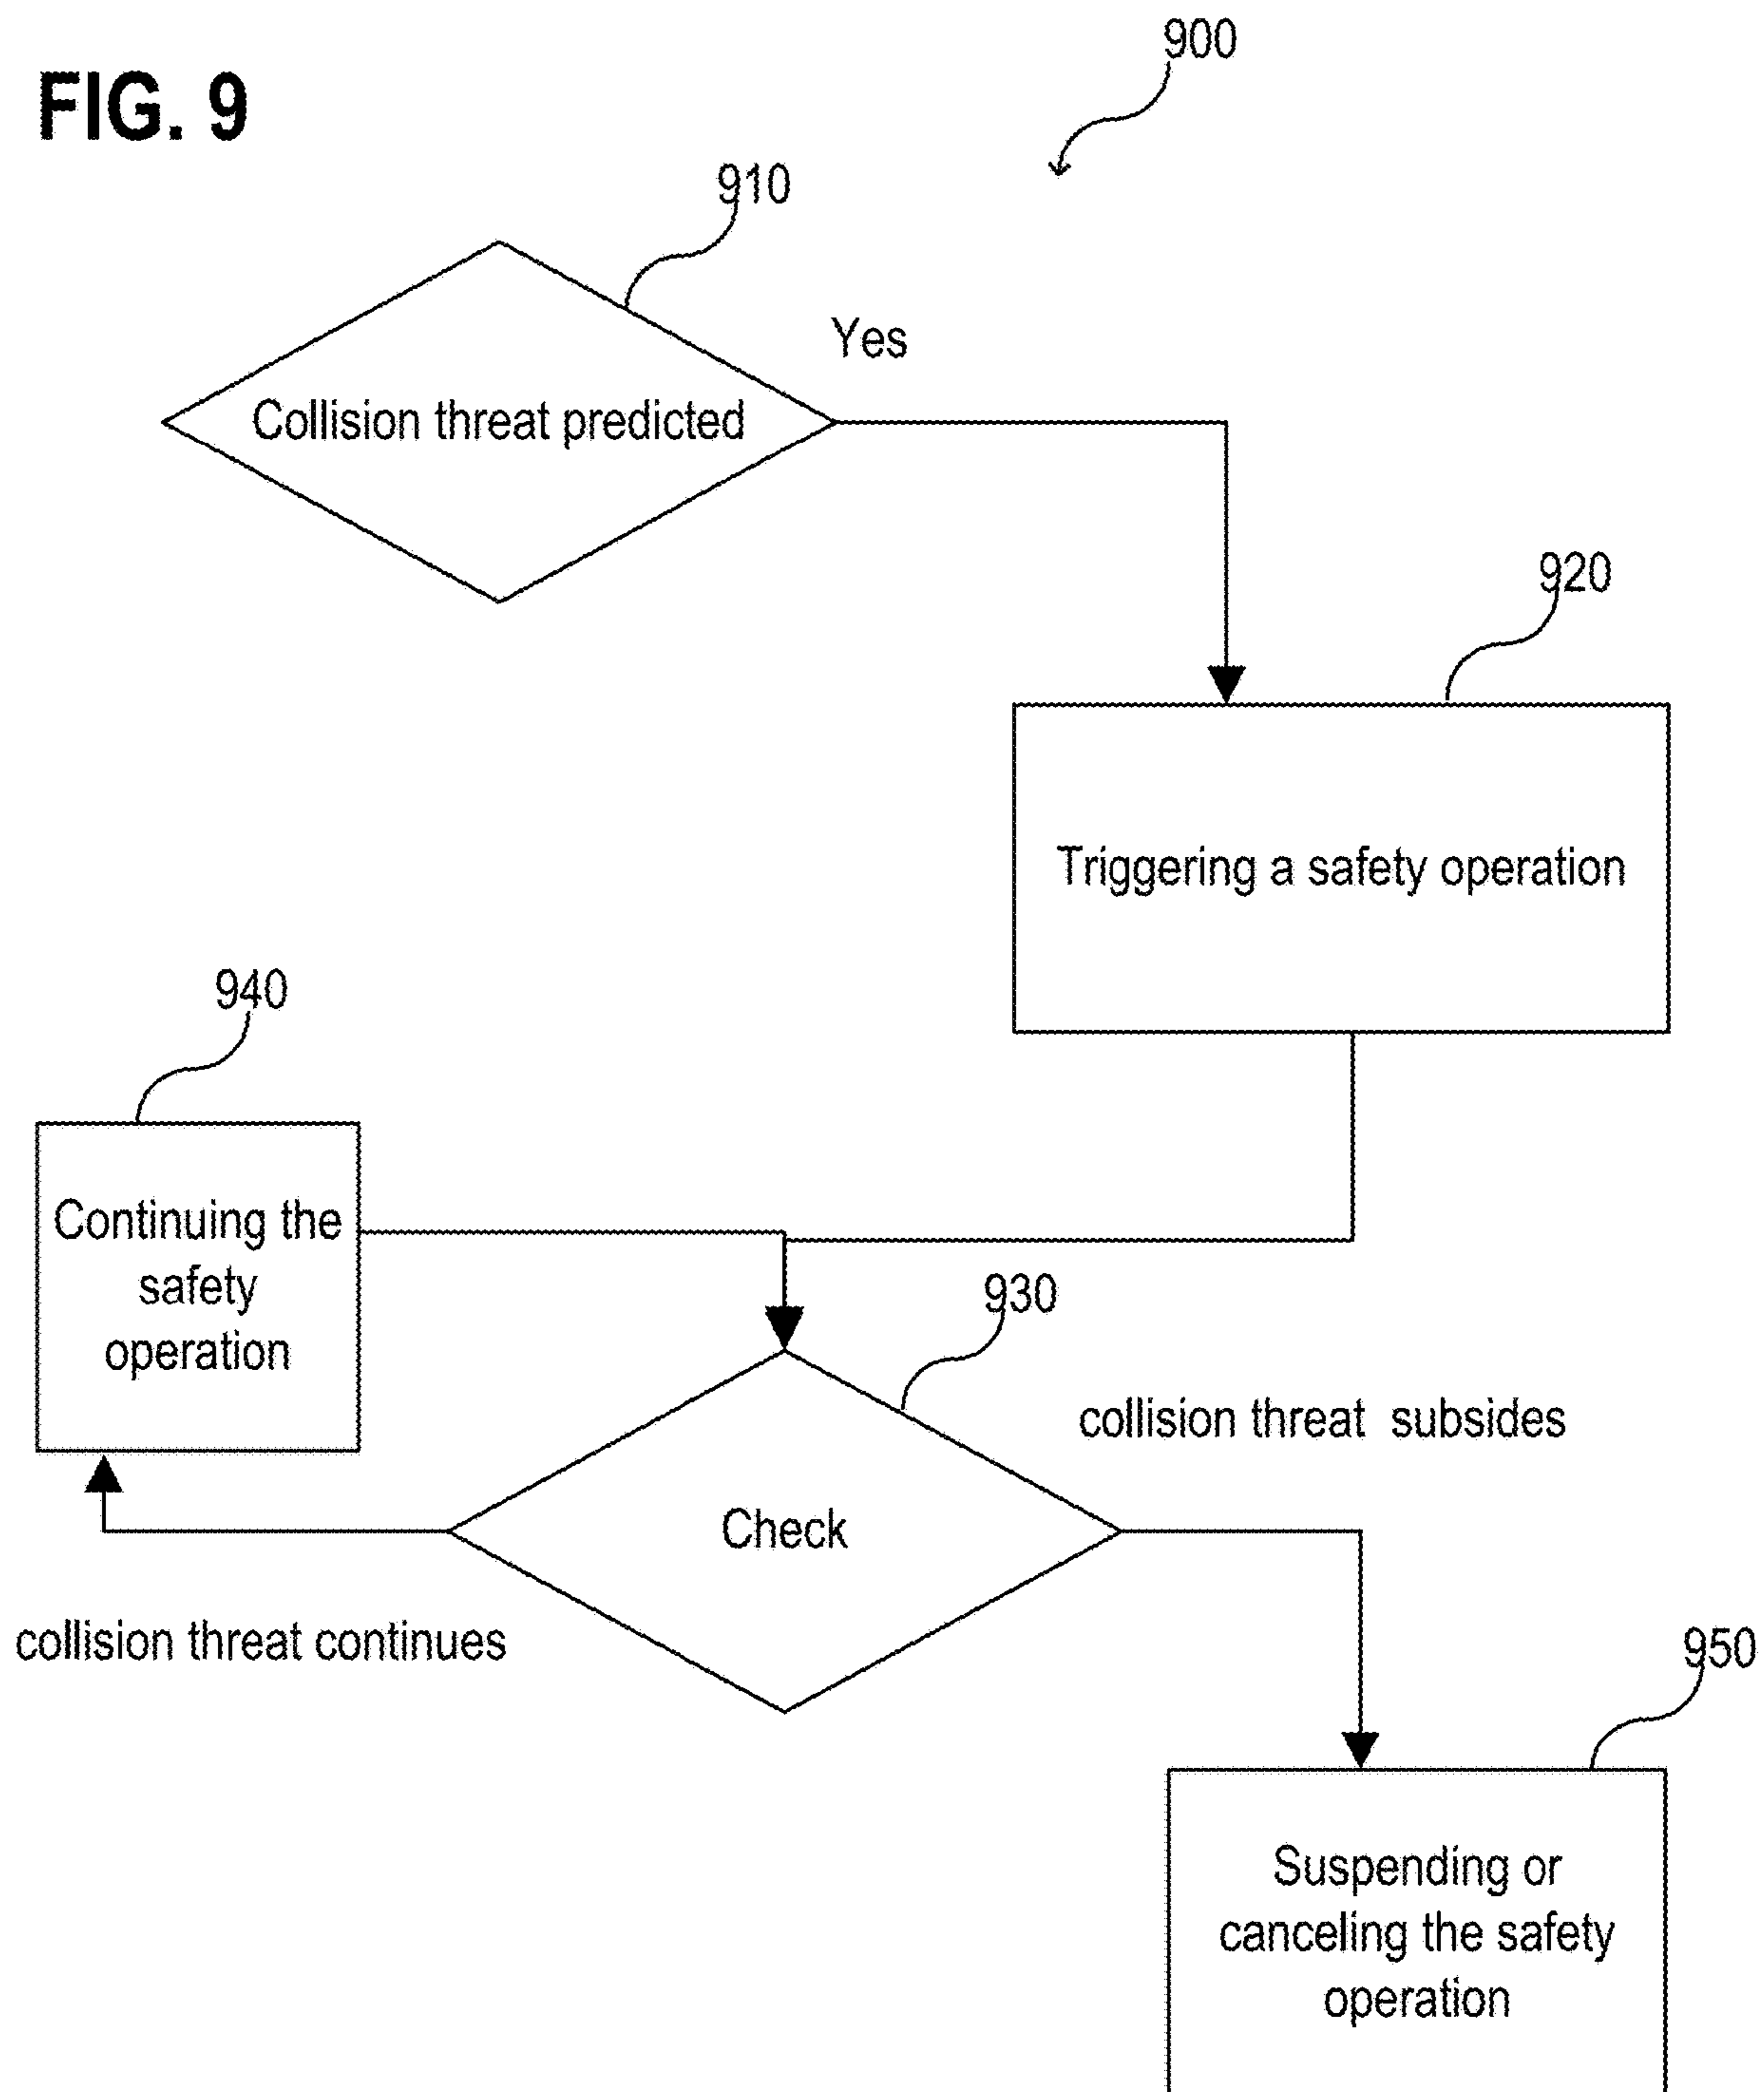 FIG. 9
900
910
Yes
Collision threat predicted
920
Triggering a safety operation
940
Continuing the
safety
operation
930
collision threat  subsides
Check
collision threat continues
950
Suspending or
canceling the safety
operation